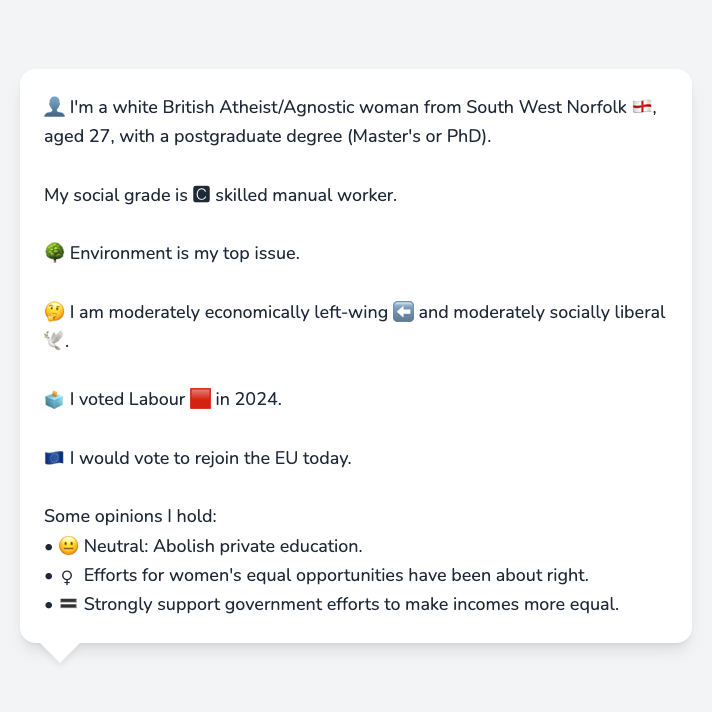 👤 I'm a white British Atheist/Agnostic woman from South West Norfolk 🏴󠁧󠁢󠁥󠁮󠁧󠁿,
aged 27, with a postgraduate degree (Master's or PhD).
My social grade is 🅲 skilled manual worker.
🌳 Environment is my top issue.
🤔 I am moderately economically left-wing ⬅️ and moderately socially liberal
🕊️.
🗳️ I voted Labour 🟥 in 2024.
🇪🇺 I would vote to rejoin the EU today.
Some opinions I hold:
• 😐 Neutral: Abolish private education.
• ♀ Efforts for women's equal opportunities have been about right.
• 🟰 Strongly support government efforts to make incomes more equal.